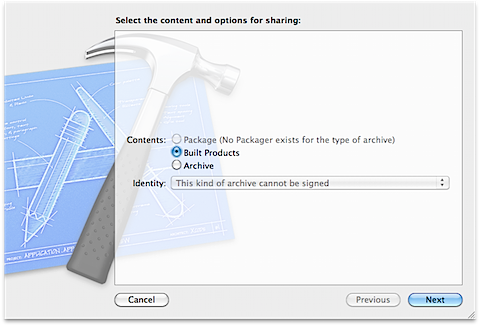 Select the content and options for sharing:
Contents: Package (No Packager exists for the type of archive)
Built Products
Archive
Identity: This kind of archive cannot be signed
Cancel Previous Next